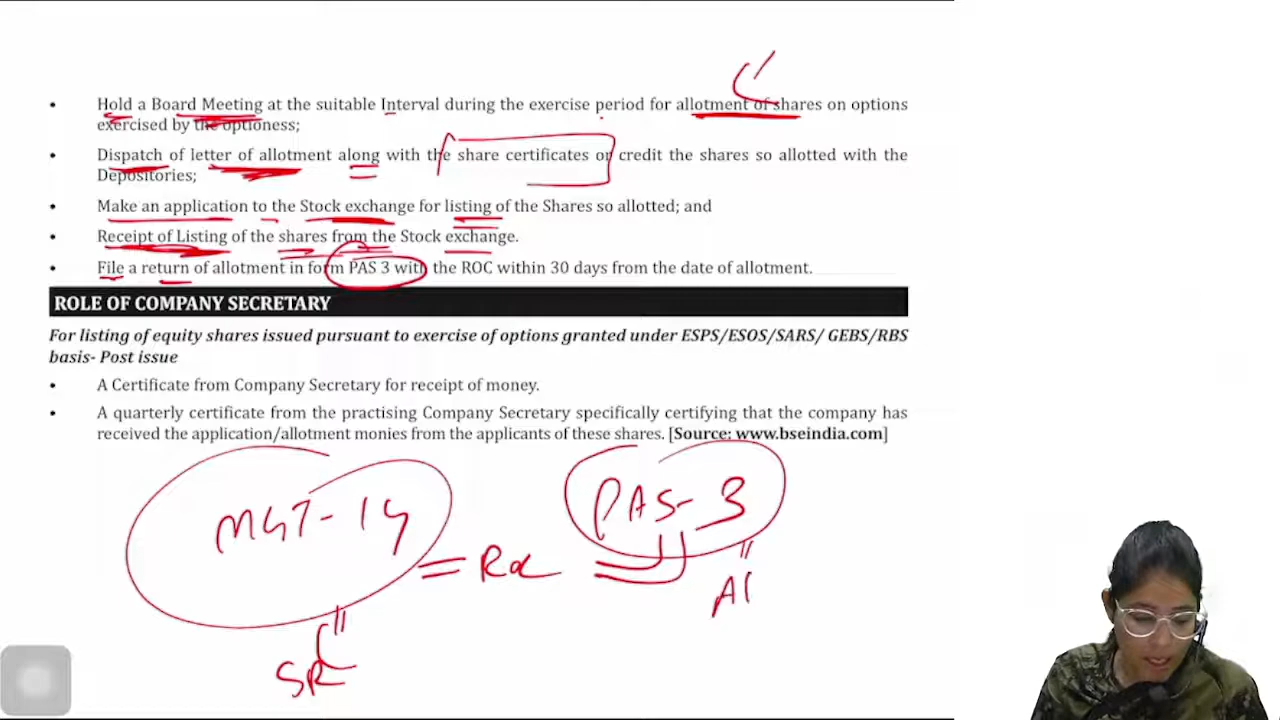 • Hold a Board Meeting at the suitable Interval during the exercise period for allotment of shares on options
exercised by the optioness;
• Dispatch of letter of allotment along with the share certificates or credit the shares so allotted with the
Depositories;
• Make an application to the Stock exchange for listing of the Shares so allotted; and
• Receipt of Listing of the shares from the Stock exchange.
• File a return of allotment in form PAS 3 with the ROC within 30 days from the date of allotment.
ROLE OF COMPANY SECRETARY
For listing of equity shares issued pursuant to exercise of options granted under ESPS/ESOS/SARS/ GEBS/RBS
basis- Post issue
• A Certificate from Company Secretary for receipt of money.
• A quarterly certificate from the practising Company Secretary specifically certifying that the company has
received the application/allotment monies from the applicants of these shares. [Source: www.bseindia.com]
MGT-14 = Roc PAS-3
SR